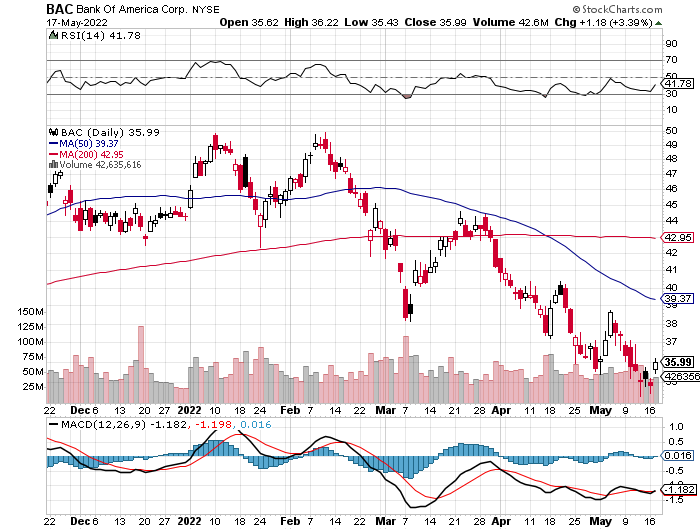 BAC Bank Of America Corp. NYSE © StockCharts.com
17-May-2022 Open 35.62 High 36.22 Low 35.43 Close 35.99 Volume 42.6M Chg +1.18 (+3.39%)
RSI(14) 41.78
90
70
50
41.78
30
10
BAC (Daily) 35.99
MA(50) 39.37
MA(200) 42.95
Volume 42,635,616
50
49
48
47
46
45
44
42.95
42
41
40
39.37
38
37
35.99
426356
35
150M
125M
100M
75M
50M
25M
22 Dec 6 13 20 27 2022 10 18 24 Feb 7 14 22 Mar 7 14 21 28 Apr 11 18 25 May 9 16
MACD(12,26,9) -1.182, -1.198, 0.016
1.0
0.5
0.016
-0.5
-1.182
-1.5
22 Dec 6 13 20 27 2022 10 18 24 Feb 7 14 22 Mar 7 14 21 28 Apr 11 18 25 May 9 16